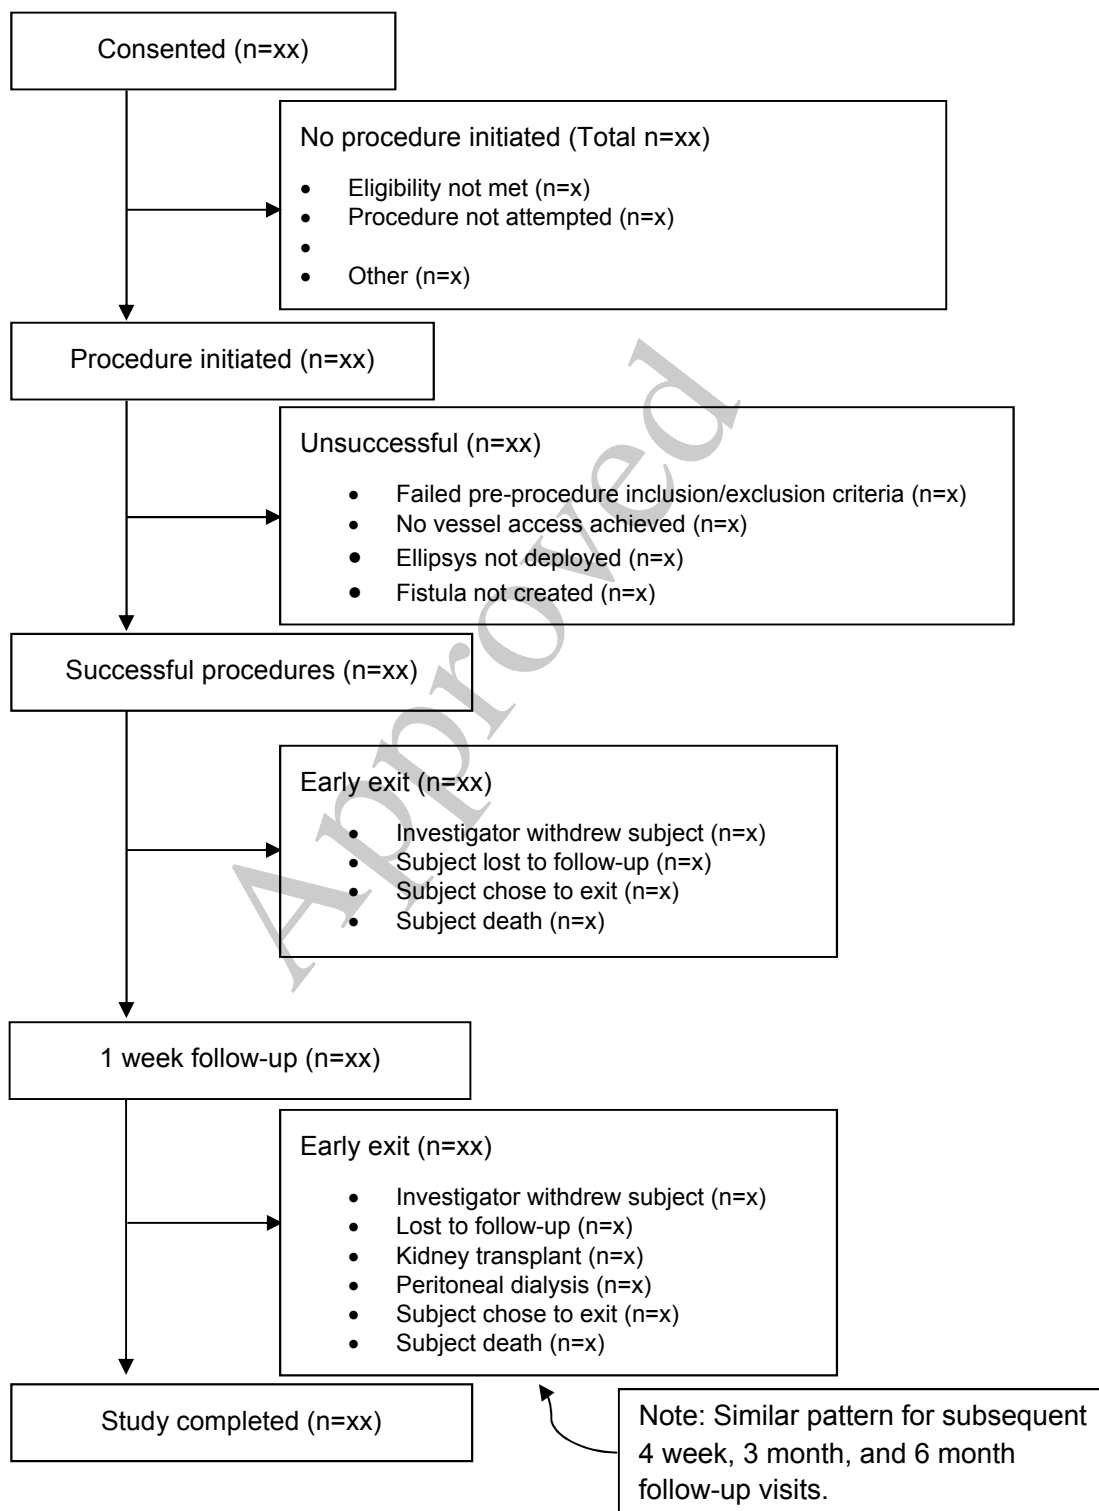 Consented (n=xx)
No procedure initiated (Total n=xx)
• Eligibility not met (n=x)
• Procedure not attempted (n=x)
•
• Other (n=x)
Procedure initiated (n=xx)
Unsuccessful (n=xx)
• Failed pre-procedure inclusion/exclusion criteria (n=x)
• No vessel access achieved (n=x)
• Ellipsys not deployed (n=x)
• Fistula not created (n=x)
Successful procedures (n=xx)
Early exit (n=xx)
• Investigator withdrew subject (n=x)
• Subject lost to follow-up (n=x)
• Subject chose to exit (n=x)
• Subject death (n=x)
1 week follow-up (n=xx)
Early exit (n=xx)
• Investigator withdrew subject (n=x)
• Lost to follow-up (n=x)
• Kidney transplant (n=x)
• Peritoneal dialysis (n=x)
• Subject chose to exit (n=x)
• Subject death (n=x)
Study completed (n=xx)
Note: Similar pattern for subsequent
4 week, 3 month, and 6 month
follow-up visits.
Approved